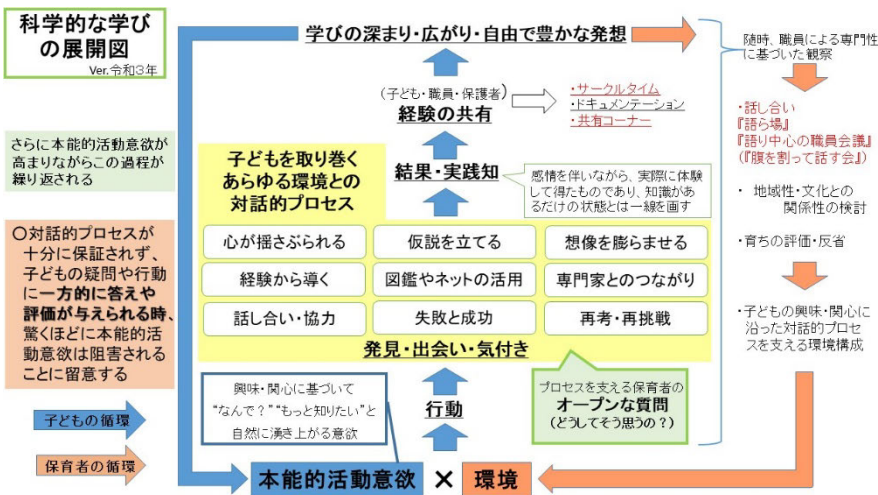 科学的な学び
の展開図
Ver.令和3年
学びの深まり・広がり・自由で豊かな発想
(子ども・職員・保護者)
経験の共有
・サークルタイム
・ドキュメンテーション
・共有コーナー
さらに本能的活動意欲が
高まりながらこの過程が
繰り返される
子どもを取り巻く
あらゆる環境との
対話的プロセス
結果・実践知
感情を伴いながら、実際に体験
して得たものであり、知識があ
るだけの状態とは一線を画す
心が揺さぶられる
仮説を立てる
想像を膨らませる
経験から導く
図鑑やネットの活用
専門家とのつながり
話し合い・協力
失敗と成功
再考・再挑戦
発見・出会い・気付き
〇対話的プロセスが
十分に保証されず、
子どもの疑問や行動
に一方的に答えや
評価が与えられる時、
驚くほどに本能的活
動意欲は阻害される
ことに留意する
興味・関心に基づいて
“なんで？”“もっと知りたい”と
自然に湧き上がる意欲
行動
プロセスを支える保育者の
オープンな質問
(どうしてそう思うの？)
子どもの循環
保育者の循環
本能的活動意欲 × 環境
随時、職員による専門性
に基づいた観察
・話し合い
『語ら場』
『語り中心の職員会議』
(『腹を割って話す会』)
・ 地域性・文化との
関係性の検討
・育ちの評価・反省
・子どもの興味・関心に
沿った対話的プロセ
スを支える環境構成